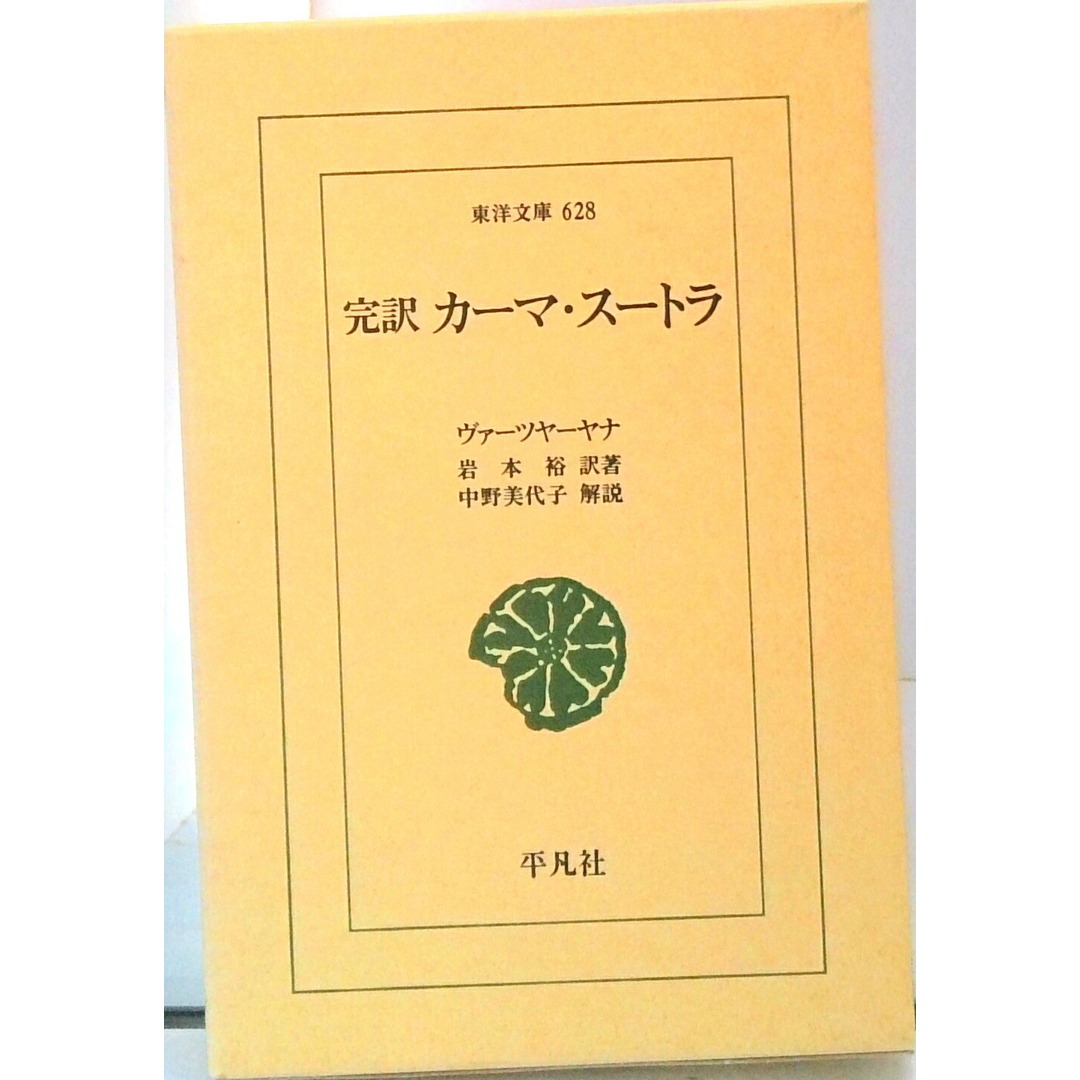 東洋文庫 628
完訳 カーマ・スートラ
ヴァーツヤーヤナ
岩本 裕 訳著
中野美代子 解説
平凡社